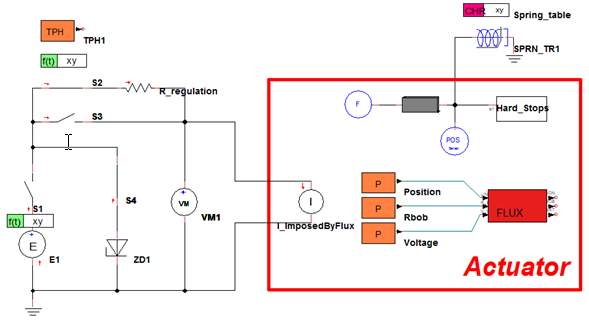 CHR xy
Spring_table
TPH
TPH1
f(t) xy
SPRN_TR1
S2
R_regulation
F
Hard_Stops
S3
POS
P
Position
S1
S4
VM
VM1
I
I_ImposedByFlux
P
Rbob
FLUX
f(t) xy
P
Voltage
E
E1
ZD1
Actuator